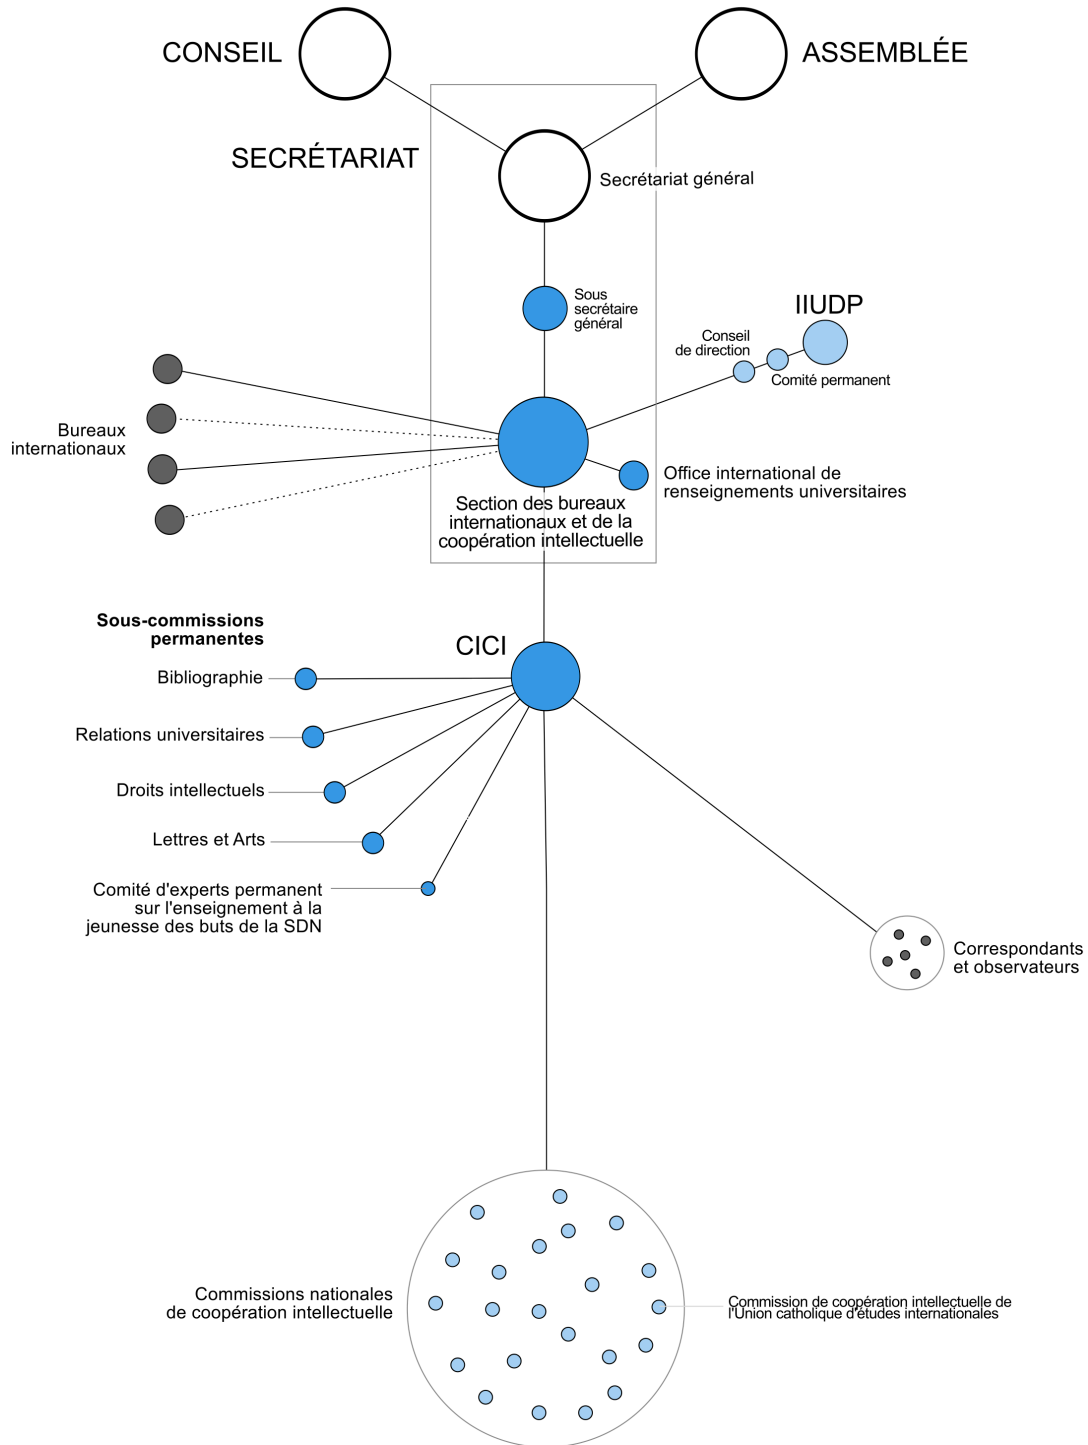 CONSEIL
ASSEMBLÉE
SECRÉTARIAT
Secrétariat général
Sous
secrétaire
général
IIUDP
Conseil
de direction
Comité permanent
Bureaux
internationaux
Office international de
renseignements universitaires
Section des bureaux
internationaux et de la
coopération intellectuelle
Sous-commissions
permanentes
CICI
Bibliographie
Relations universitaires
Droits intellectuels
Lettres et Arts
Comité d'experts permanent
sur l'enseignement à la
jeunesse des buts de la SDN
Correspondants
et observateurs
Commissions nationales
de coopération intellectuelle
Commission de coopération intellectuelle de
l'Union catholique d'études internationales